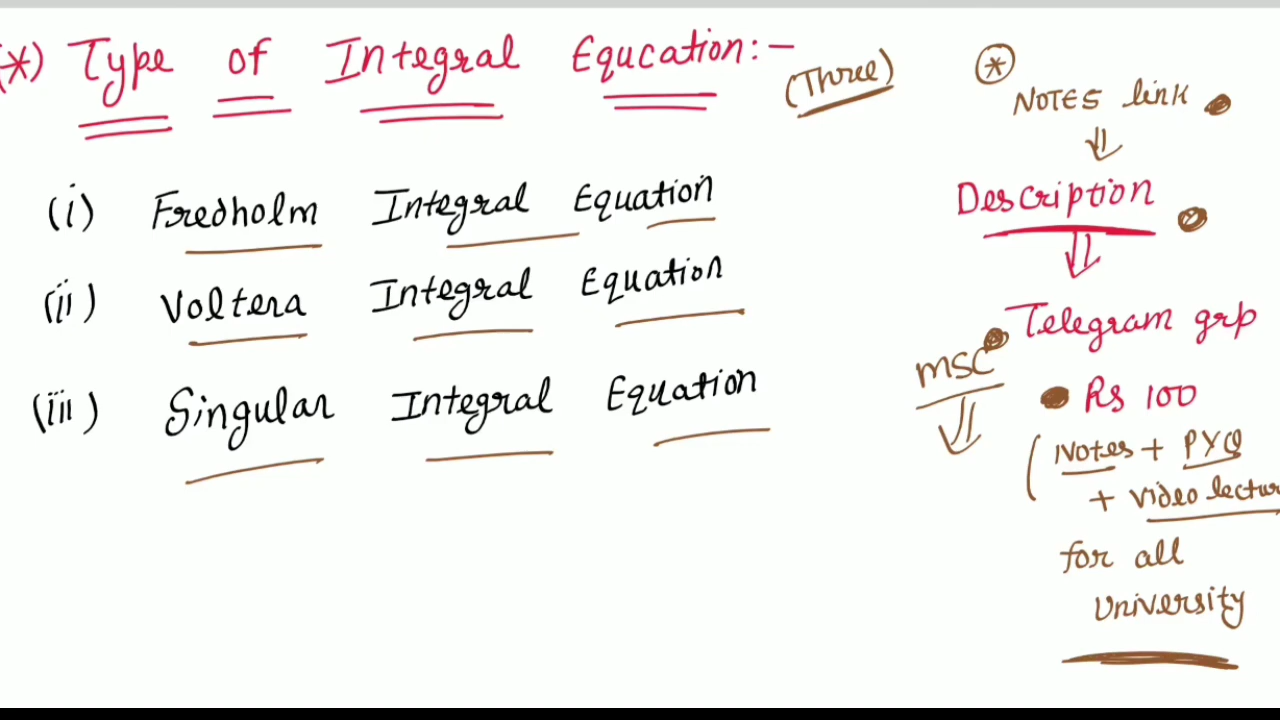 (*) Type of Integral Equcation:-
(Three)
(i) Fredholm Integral Equation
(ii) Voltera Integral Equation
(iii) Singular Integral Equation
(*)
NOTES link
Description
Telegram grp
MSC
Rs 100
(Notes + PYQ
+ video lectur
for all
University